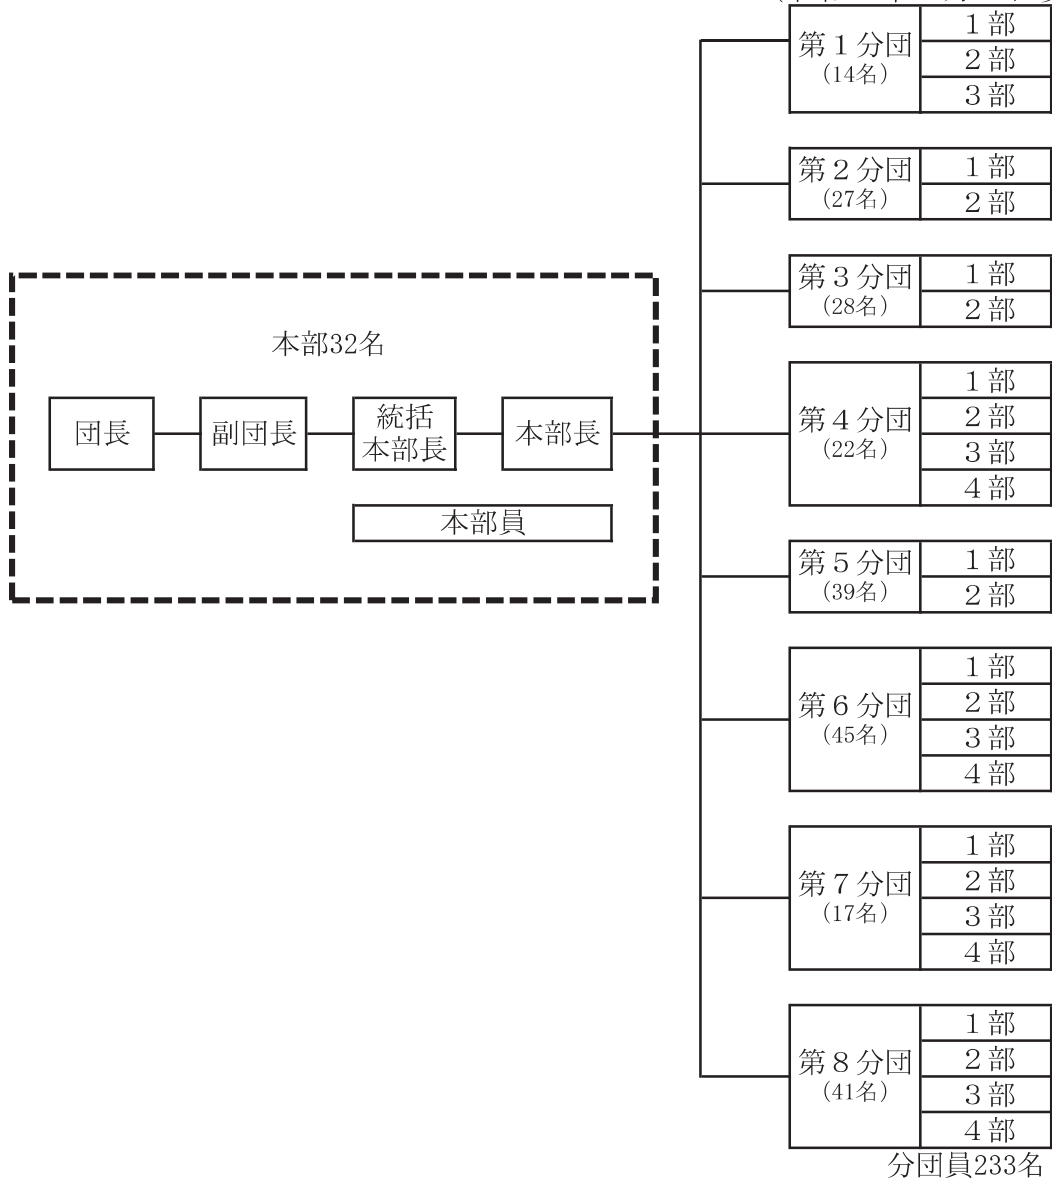 本部32名
団長
副団長
統括
本部長
本部長
本部員
第１分団
(14名)
１部
２部
３部
第２分団
(27名)
１部
２部
第３分団
(28名)
１部
２部
第４分団
(22名)
１部
２部
３部
４部
第５分団
(39名)
１部
２部
第６分団
(45名)
１部
２部
３部
４部
第７分団
(17名)
１部
２部
３部
４部
第８分団
(41名)
１部
２部
３部
４部
分団員233名